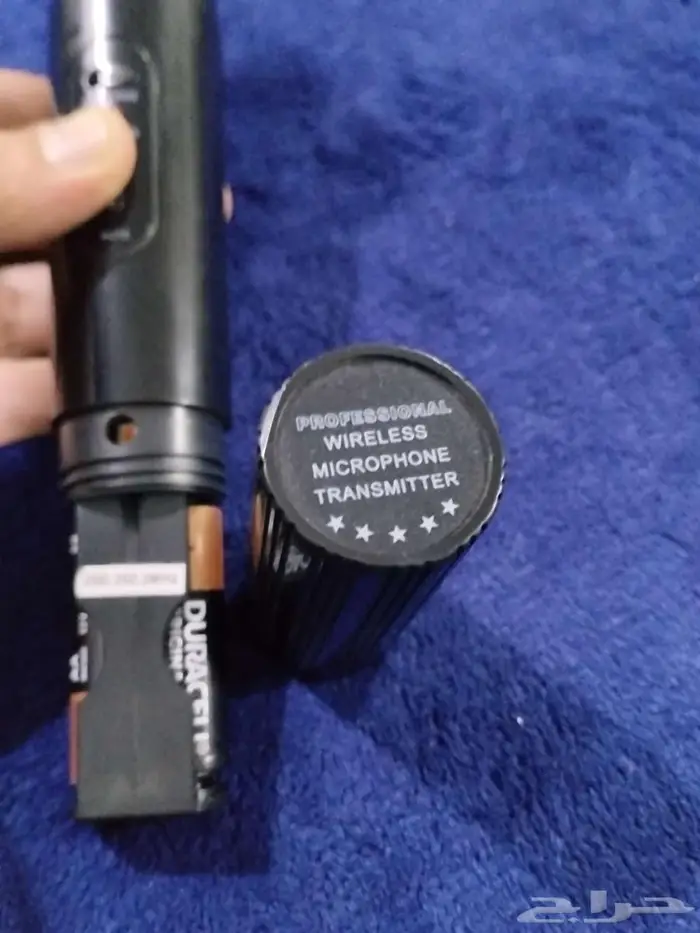 PROFESSIONAL
WIRELESS
MICROPHONE
TRANSMITTER
DURACELL
حراج